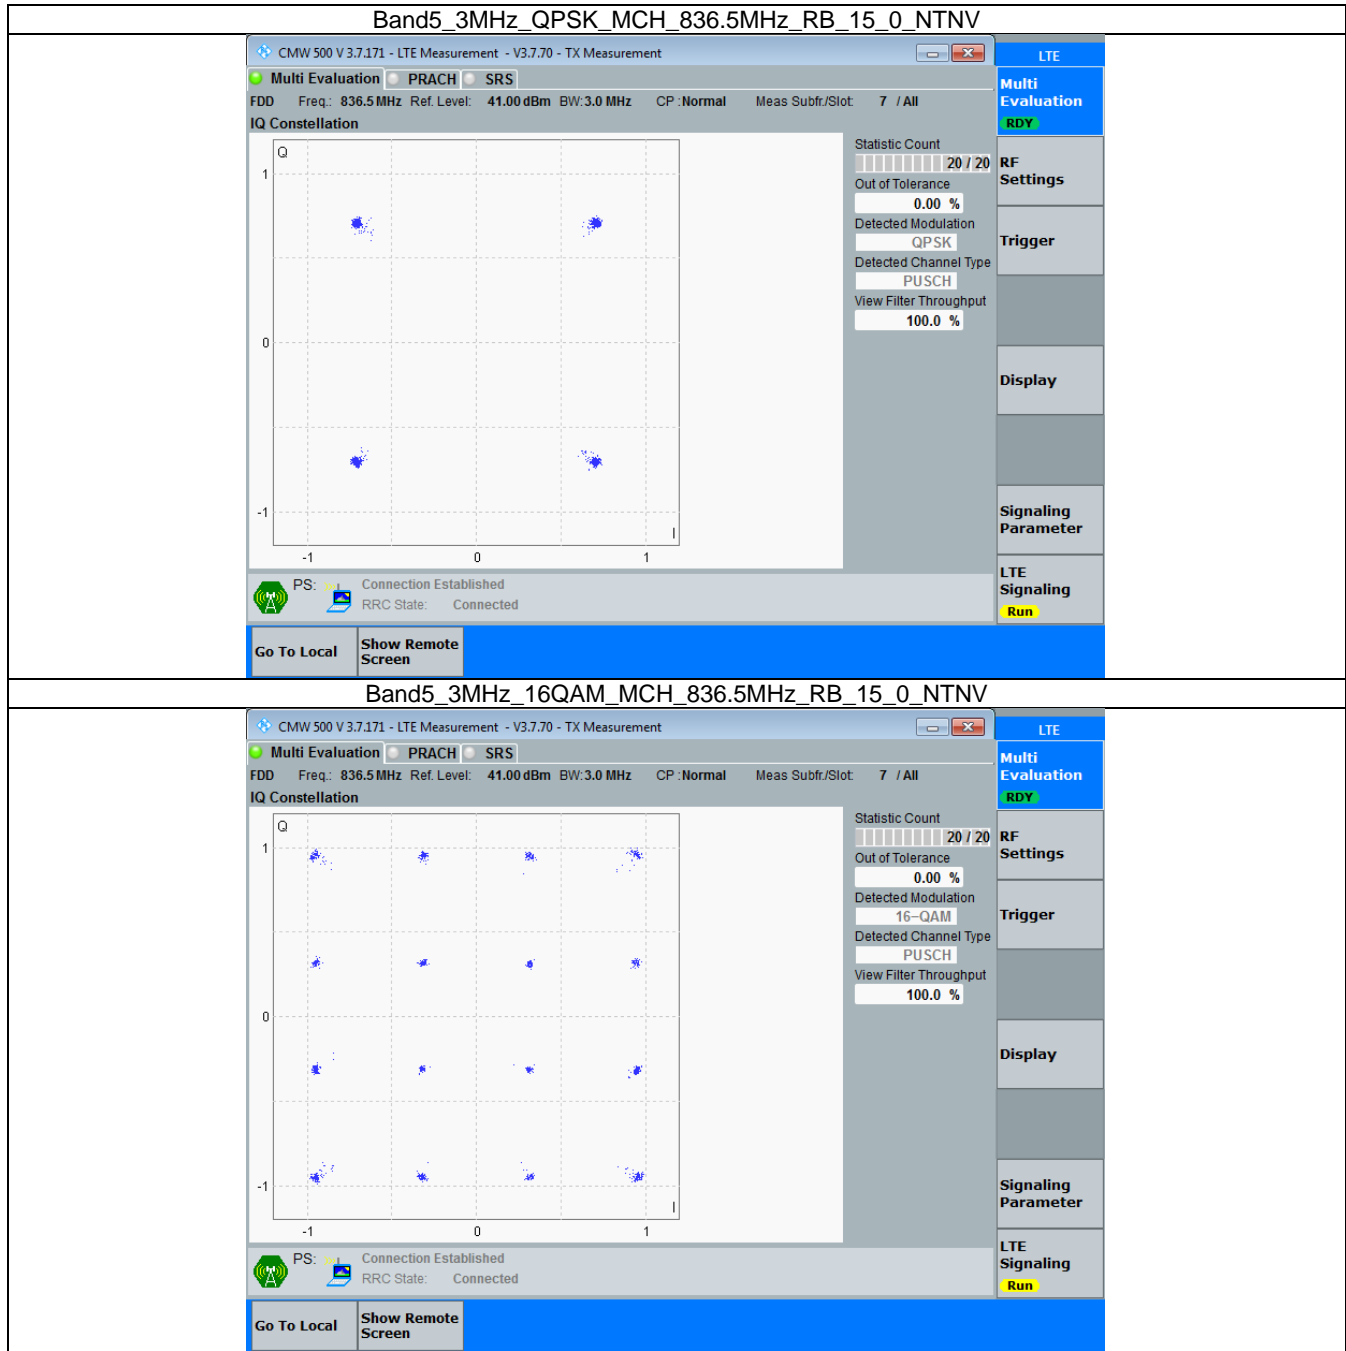 Band5_3MHz_QPSK_MCH_836.5MHz_RB_15_0_NTNV
CMW 500 V 3.7.171 - LTE Measurement - V3.7.70 - TX Measurement
LTE
Multi Evaluation PRACH SRS
Multi
Evaluation
RDY
FDD Freq.: 836.5 MHz Ref. Level: 41.00 dBm BW: 3.0 MHz CP : Normal Meas Subfr./Slot: 7 / All
IQ Constellation
Q
1
0
-1
-1 0 1
I
Statistic Count
20 / 20
Out of Tolerance
0.00 %
Detected Modulation
QPSK
Detected Channel Type
PUSCH
View Filter Throughput
100.0 %
RF
Settings
Trigger
Display
Signaling
Parameter
LTE
Signaling
Run
PS: Connection Established
RRC State: Connected
Go To Local
Show Remote
Screen
Band5_3MHz_16QAM_MCH_836.5MHz_RB_15_0_NTNV
CMW 500 V 3.7.171 - LTE Measurement - V3.7.70 - TX Measurement
LTE
Multi Evaluation PRACH SRS
Multi
Evaluation
RDY
FDD Freq.: 836.5 MHz Ref. Level: 41.00 dBm BW: 3.0 MHz CP : Normal Meas Subfr./Slot: 7 / All
IQ Constellation
Q
1
0
-1
-1 0 1
I
Statistic Count
20 / 20
Out of Tolerance
0.00 %
Detected Modulation
16-QAM
Detected Channel Type
PUSCH
View Filter Throughput
100.0 %
RF
Settings
Trigger
Display
Signaling
Parameter
LTE
Signaling
Run
PS: Connection Established
RRC State: Connected
Go To Local
Show Remote
Screen